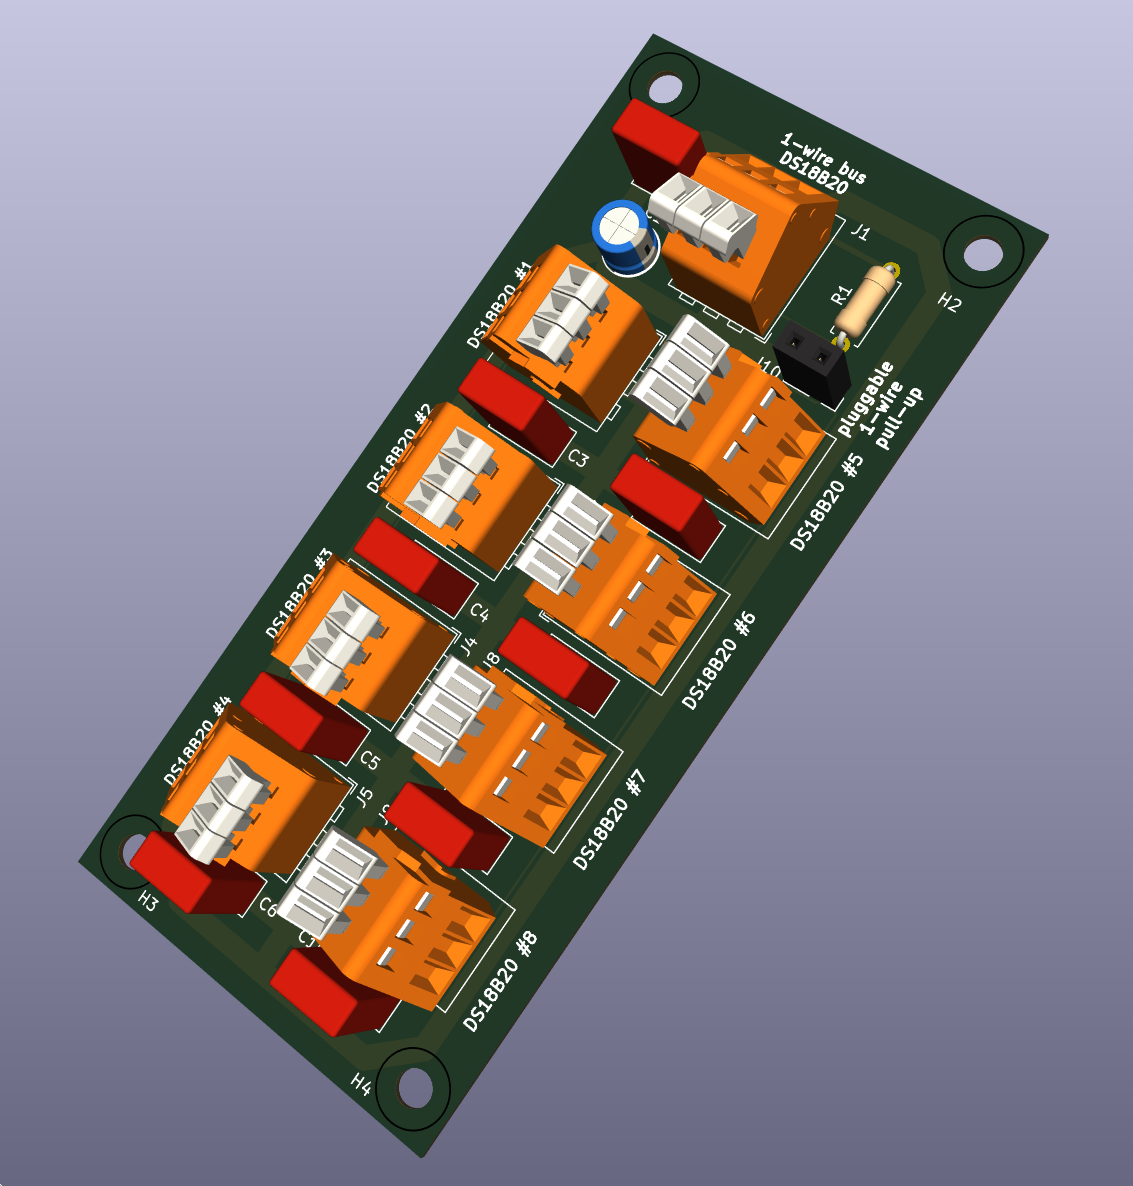 1-wire bus
DS18B20
J1
H2
R1
J10
pluggable
1-wire
pull-up
DS18B20 #1
C3
DS18B20 #5
DS18B20 #2
C4
DS18B20 #6
DS18B20 #3
J4
J8
C5
DS18B20 #7
DS18B20 #4
J5
C6
H3
DS18B20 #8
H4